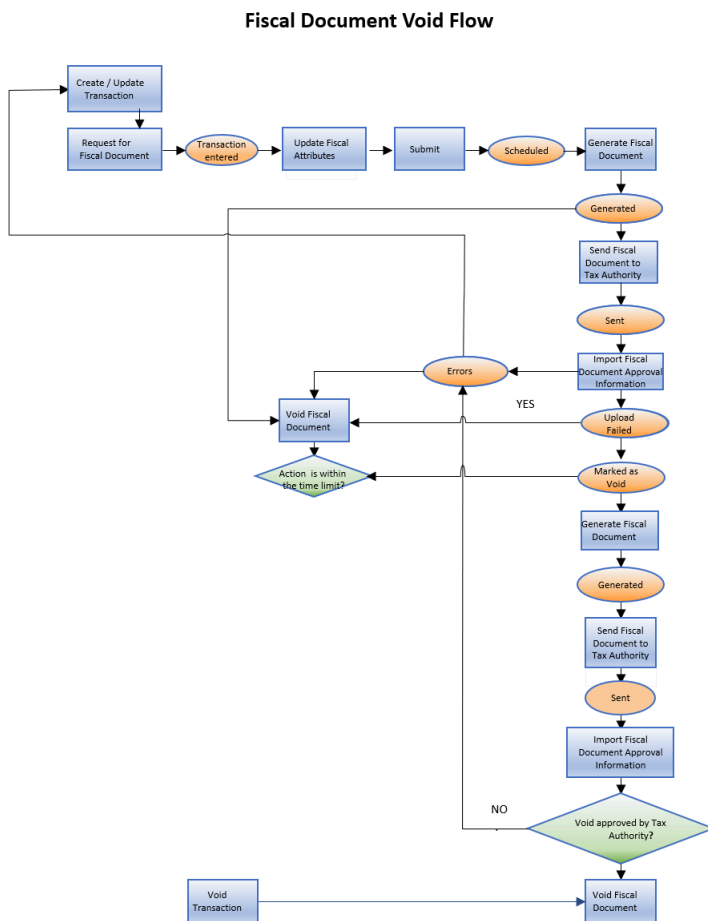 Fiscal Document Void Flow
Create / Update
Transaction
Request for
Fiscal Document
Transaction
entered
Update Fiscal
Attributes
Submit
Scheduled
Generate Fiscal
Document
Generated
Send Fiscal
Document to
Tax Authority
Sent
Import Fiscal
Document Approval
Information
Errors
YES
Void Fiscal
Document
Upload
Failed
Action is within
the time limit?
Marked as
Void
Generate Fiscal
Document
Generated
Send Fiscal
Document to
Tax Authority
Sent
Import Fiscal
Document Approval
Information
NO
Void approved by Tax
Authority?
Void
Transaction
Void Fiscal
Document